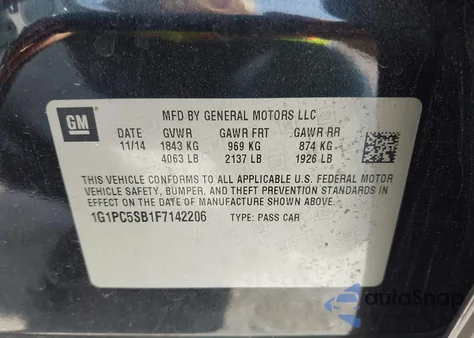 GM
MFD BY GENERAL MOTORS LLC
DATE GVWR GAWR FRT GAWR RR
11/14 1843 KG 969 KG 874 KG
4063 LB 2137 LB 1926 LB
THIS VEHICLE CONFORMS TO ALL APPLICABLE U.S. FEDERAL MOTOR
VEHICLE SAFETY, BUMPER, AND THEFT PREVENTION STANDARDS IN
EFFECT ON THE DATE OF MANUFACTURE SHOWN ABOVE.
1G1PC5SB1F7142206 TYPE: PASS CAR
autoSnap